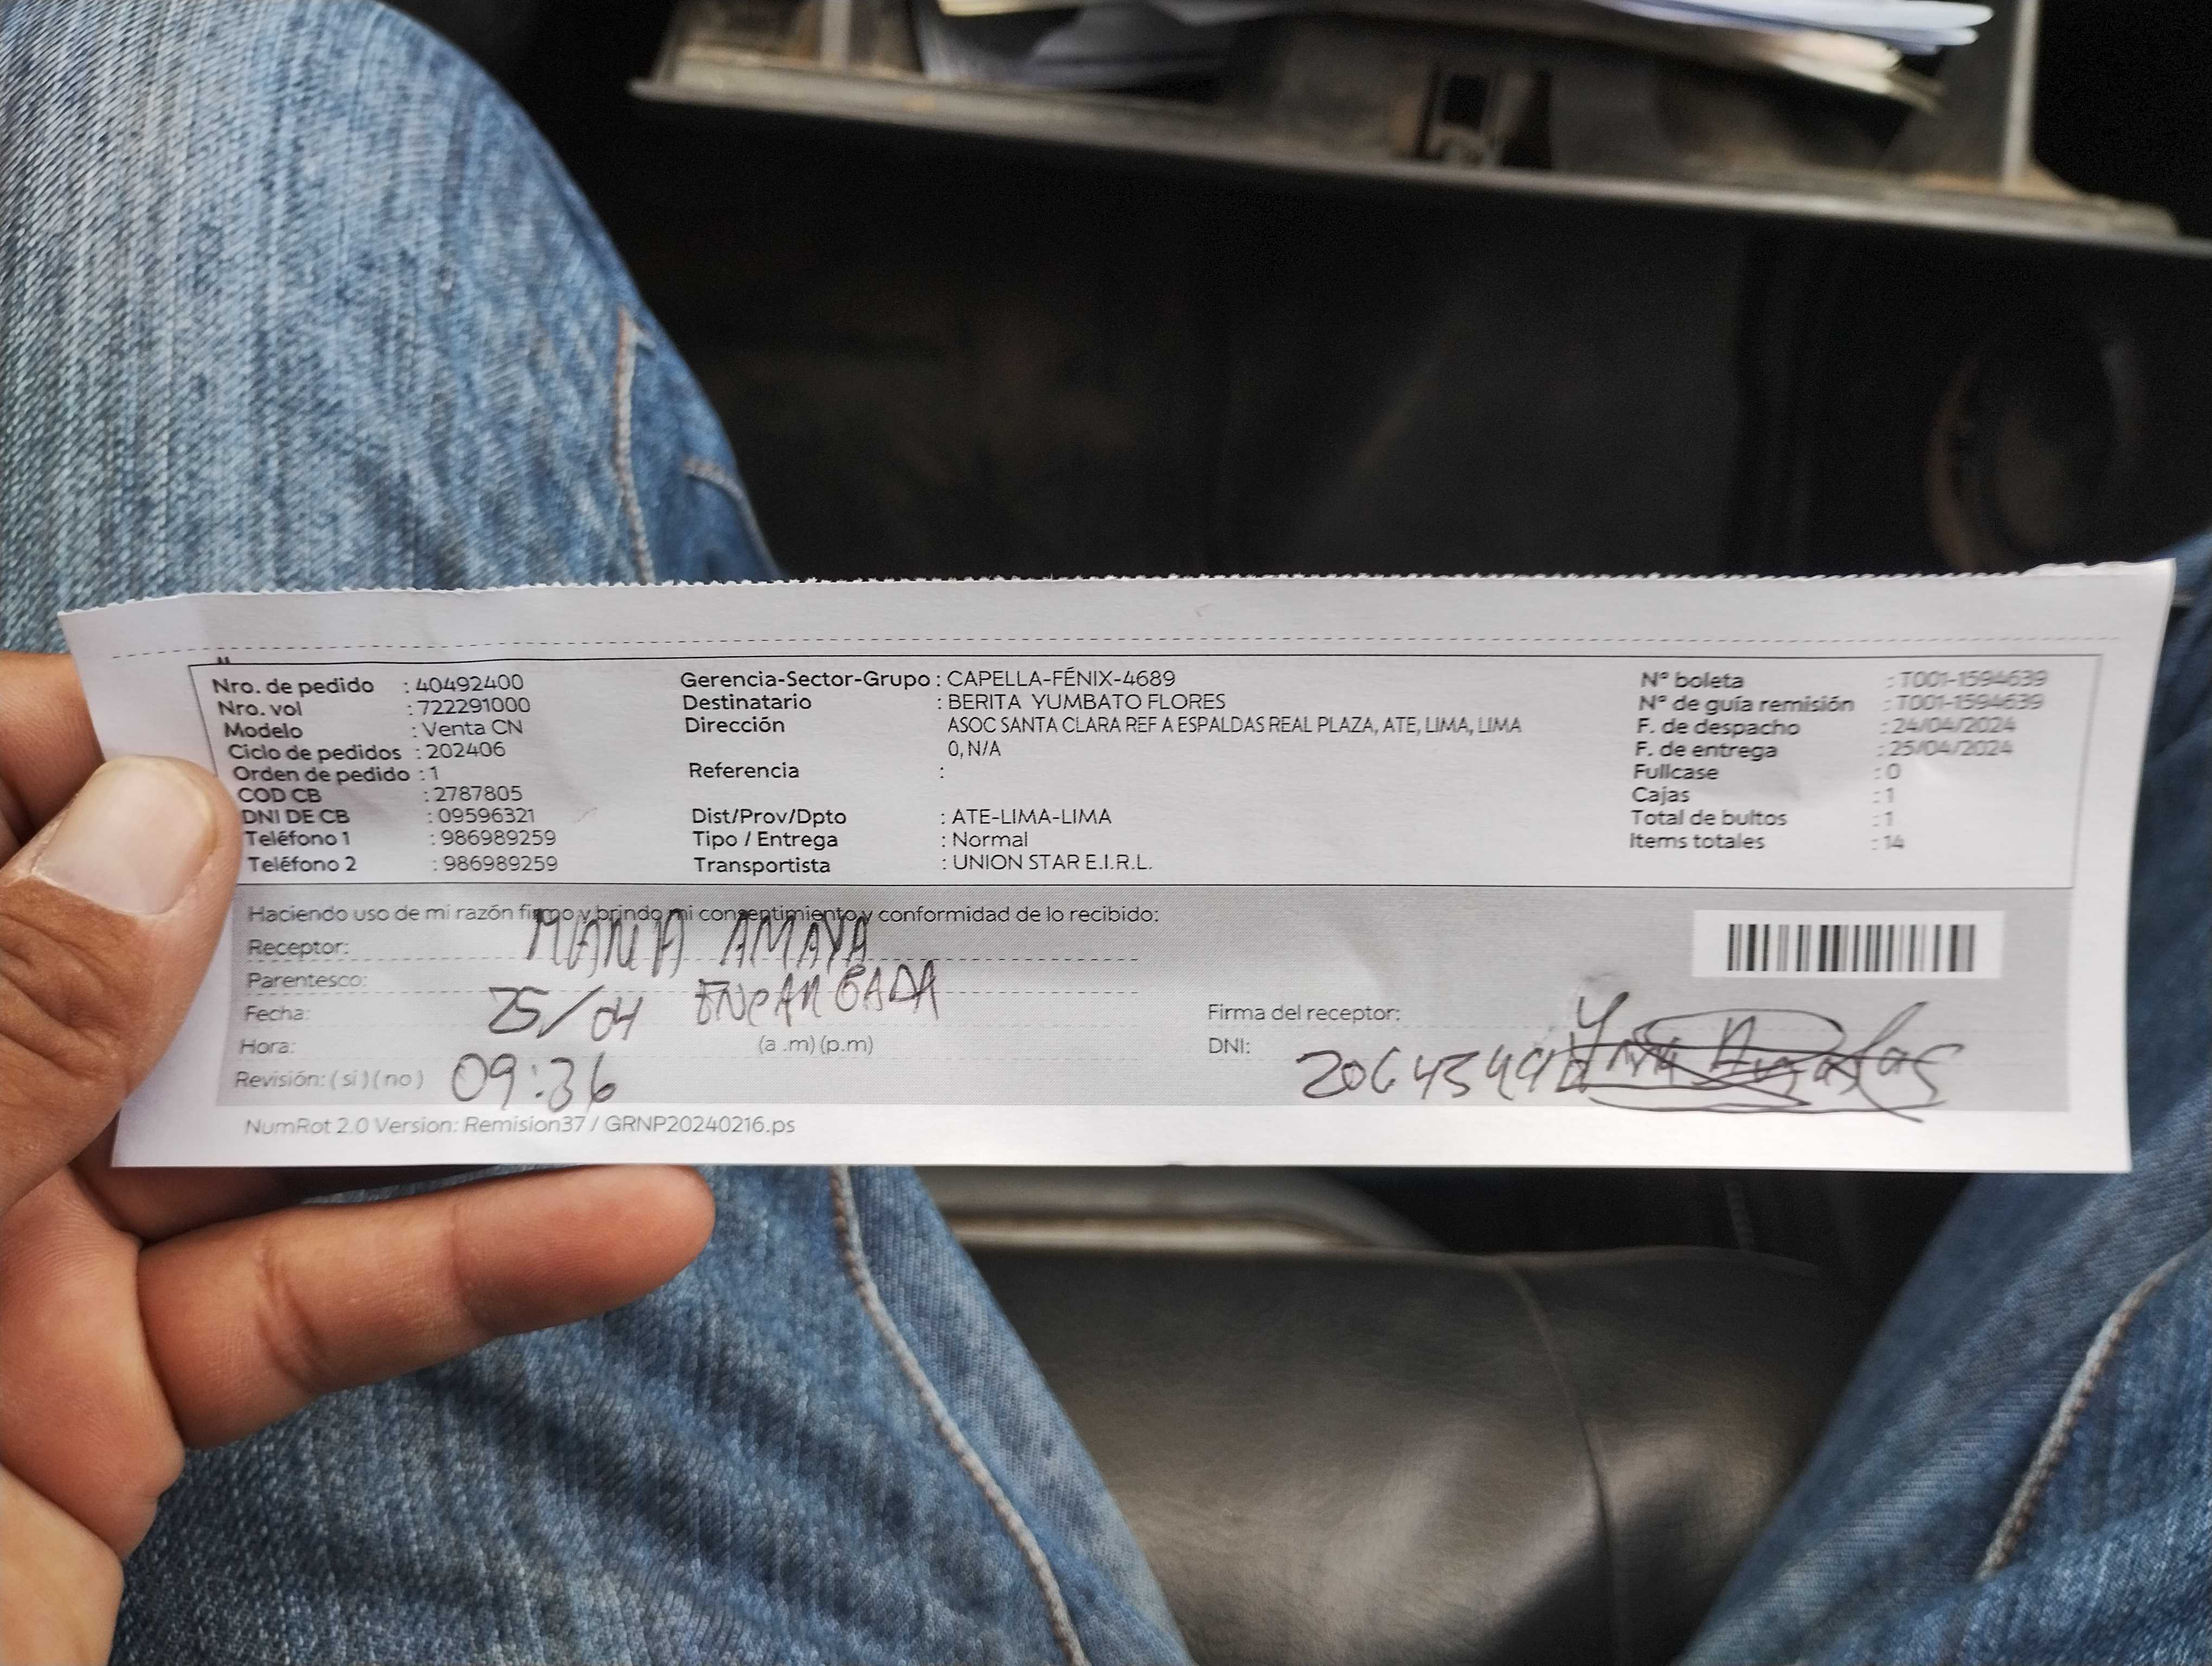 Nro. de pedido : 40492400
Nro. vol : 722291000
Modelo : Venta CN
Ciclo de pedidos : 202406
Orden de pedido : 1
COD CB : 2787805
DNI DE CB : 09596321
Teléfono 1 : 986989259
Teléfono 2 : 986989259
Gerencia-Sector-Grupo : CAPELLA-FÉNIX-4689
Destinatario : BERITA YUMBATO FLORES
Dirección ASOC SANTA CLARA REF A ESPALDAS REAL PLAZA, ATE, LIMA, LIMA
0, N/A
Referencia :
Dist/Prov/Dpto : ATE-LIMA-LIMA
Tipo / Entrega : Normal
Transportista : UNION STAR E.I.R.L.
N° boleta : T001-1594639
N° de guía remisión : T001-1594639
F. de despacho : 24/04/2024
F. de entrega : 25/04/2024
Fullcase : 0
Cajas : 1
Total de bultos : 1
Items totales : 14
Haciendo uso de mi razón firmo y brindo mi consentimiento y conformidad de lo recibido:
Receptor: MARIA AMAYA
Parentesco: ENCARGADA
Fecha: 25/04
Hora: (a .m) (p.m)
Revisión: ( si ) ( no ) 09:36
Firma del receptor:
DNI:
NumRot 2.0 Version: Remision37 / GRNP20240216.ps